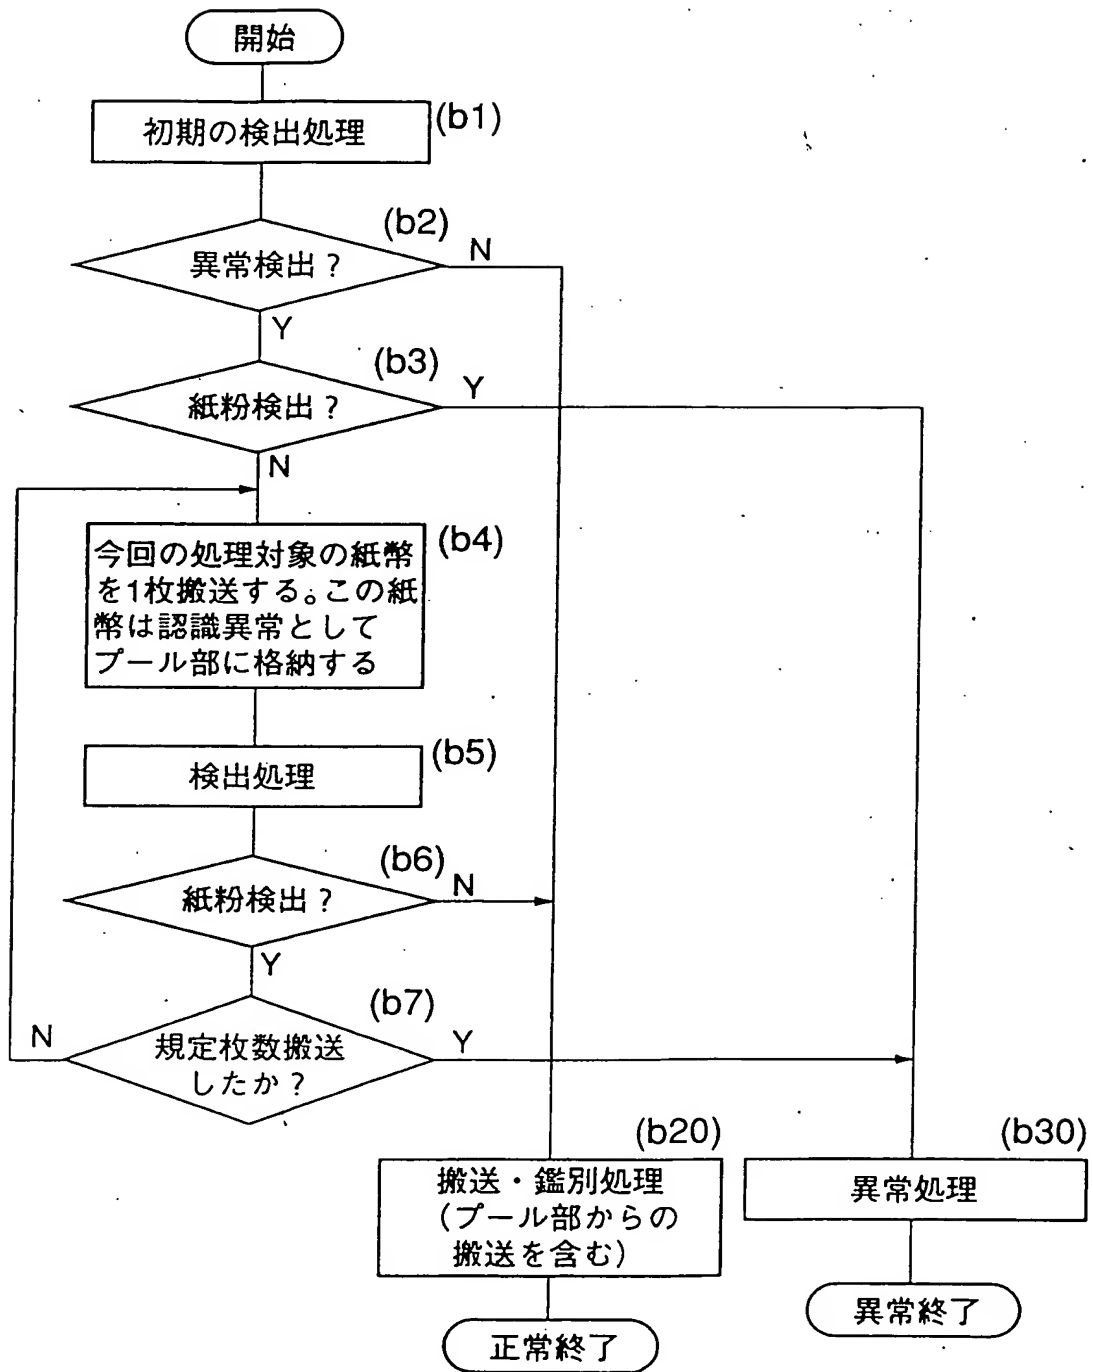 開始
初期の検出処理
(b1)
(b2)
異常検出？
N
Y
(b3)
紙粉検出？
Y
N
(b4)
今回の処理対象の紙幣
を1枚搬送する。この紙
幣は認識異常として
プール部に格納する
(b5)
検出処理
(b6)
紙粉検出？
N
Y
(b7)
規定枚数搬送
したか？
N
Y
(b20)
搬送・鑑別処理
（プール部からの
搬送を含む）
正常終了
(b30)
異常処理
異常終了